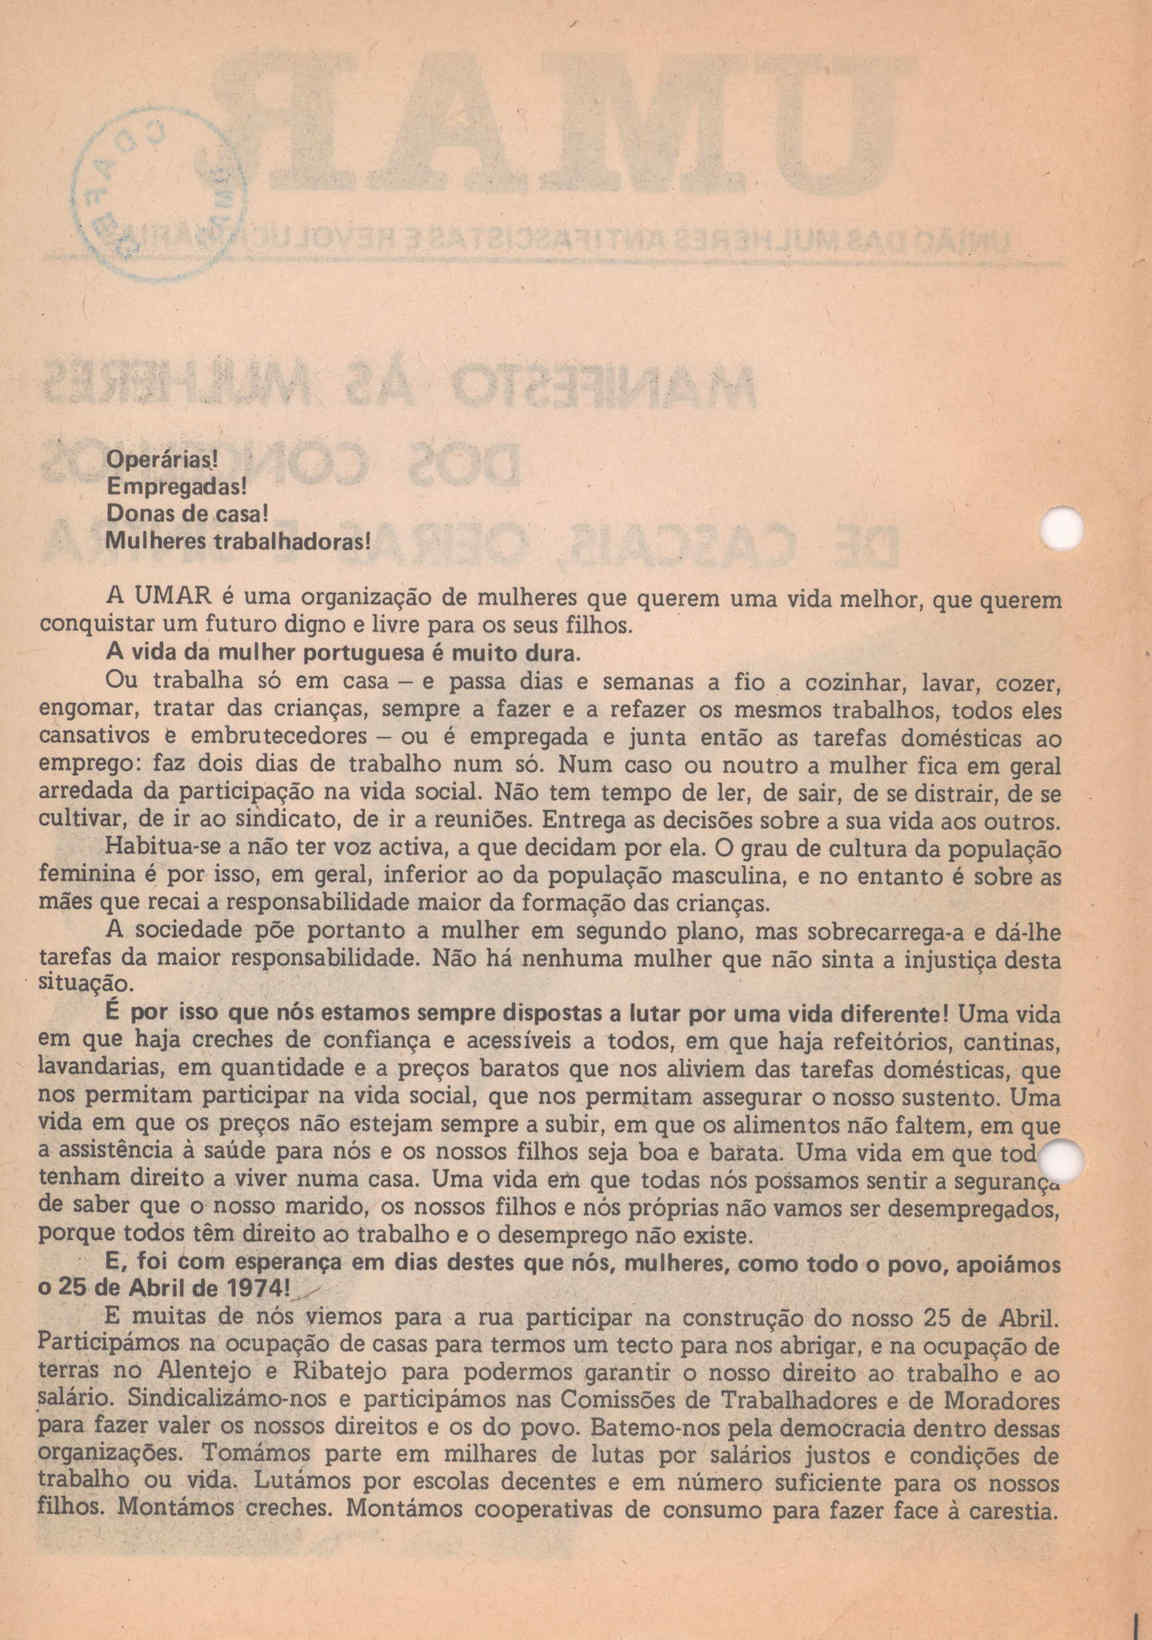 Operárias!
Empregadas!
Donas de casa!
Mulheres trabalhadoras!
A UMAR é uma organização de mulheres que querem uma vida melhor, que querem
conquistar um futuro digno e livre para os seus filhos.
A vida da mulher portuguesa é muito dura.
Ou trabalha só em casa — e passa dias e semanas a fio a cozinhar, lavar, cozer,
engomar, tratar das crianças, sempre a fazer e a refazer os mesmos trabalhos, todos eles
cansativos e embrutecedores — ou é empregada e junta então as tarefas domésticas ao
emprego: faz dois dias de trabalho num só. Num caso ou noutro a mulher fica em geral
arredada da participação na vida social. Não tem tempo de ler, de sair, de se distrair, de se
cultivar, de ir ao sindicato, de ir a reuniões. Entrega as decisões sobre a sua vida aos outros.
Habitua-se a não ter voz activa, a que decidam por ela. O grau de cultura da população
feminina é por isso, em geral, inferior ao da população masculina, e no entanto é sobre as
mães que recai a responsabilidade maior da formação das crianças.
A sociedade põe portanto a mulher em segundo plano, mas sobrecarrega-a e dá-lhe
tarefas da maior responsabilidade. Não há nenhuma mulher que não sinta a injustiça desta
situação.
É por isso que nós estamos sempre dispostas a lutar por uma vida diferente! Uma vida
em que haja creches de confiança e acessíveis a todos, em que haja refeitórios, cantinas,
lavandarias, em quantidade e a preços baratos que nos aliviem das tarefas domésticas, que
nos permitam participar na vida social, que nos permitam assegurar o nosso sustento. Uma
vida em que os preços não estejam sempre a subir, em que os alimentos não faltem, em que
a assistência à saúde para nós e os nossos filhos seja boa e barata. Uma vida em que tod
tenham direito a viver numa casa. Uma vida em que todas nós possamos sentir a segurança
de saber que o nosso marido, os nossos filhos e nós próprias não vamos ser desempregados,
porque todos têm direito ao trabalho e o desemprego não existe.
E, foi com esperança em dias destes que nós, mulheres, como todo o povo, apoiámos
o 25 de Abril de 1974!
E muitas de nós viemos para a rua participar na construção do nosso 25 de Abril.
Participámos na ocupação de casas para termos um tecto para nos abrigar, e na ocupação de
terras no Alentejo e Ribatejo para podermos garantir o nosso direito ao trabalho e ao
salário. Sindicalizámo-nos e participámos nas Comissões de Trabalhadores e de Moradores
para fazer valer os nossos direitos e os do povo. Batemo-nos pela democracia dentro dessas
organizações. Tomámos parte em milhares de lutas por salários justos e condições de
trabalho ou vida. Lutámos por escolas decentes e em número suficiente para os nossos
filhos. Montámos creches. Montámos cooperativas de consumo para fazer face à carestia.